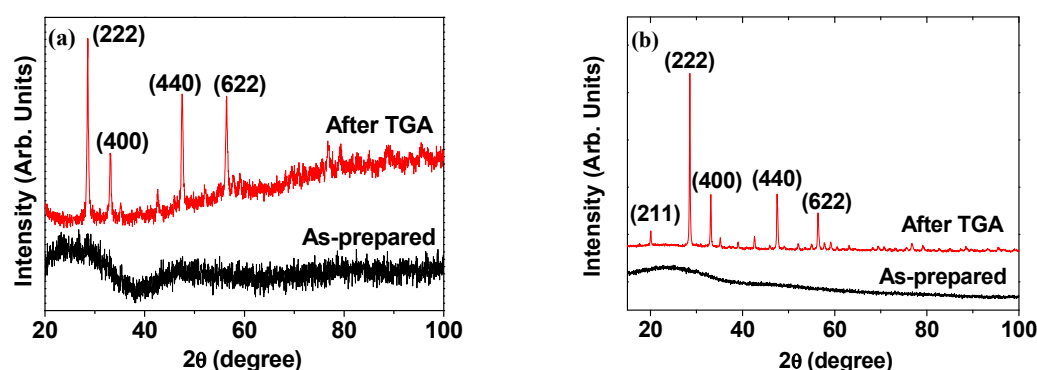 (a)
(222)
(400)
(440)
(622)
After TGA
As-prepared
Intensity (Arb. Units)
20 40 60 80 100
2θ (degree)
(b)
(222)
(211)
(400)
(440)
(622)
After TGA
As-prepared
Intensity (Arb. Units)
20 40 60 80 100
2θ (degree)